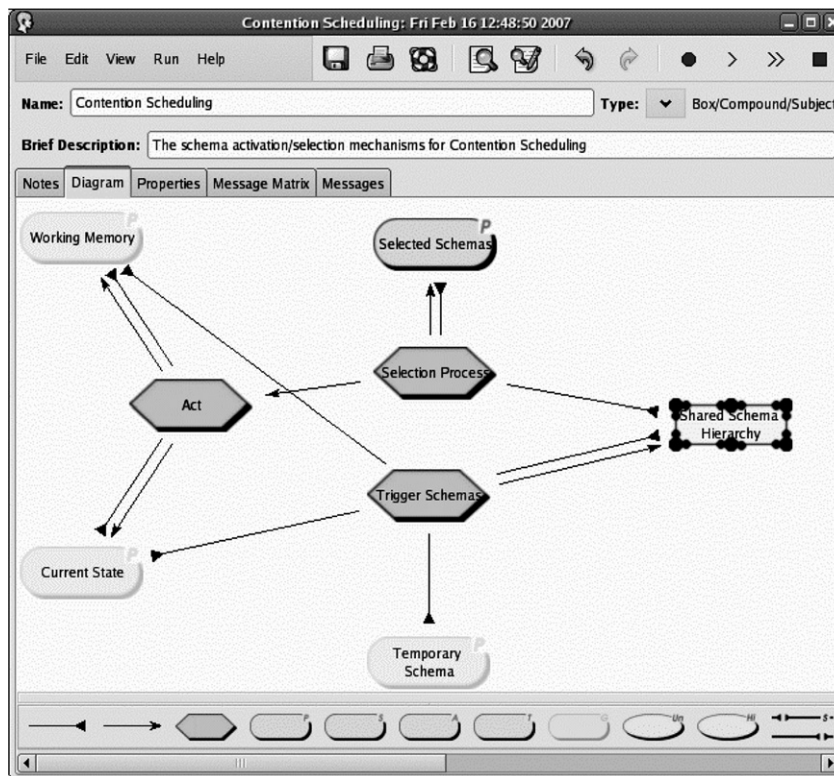 Contention Scheduling: Fri Feb 16 12:48:50 2007
File Edit View Run Help
Name: Contention Scheduling Type: Box/Compound/Subject
Brief Description: The schema activation/selection mechanisms for Contention Scheduling
Notes Diagram Properties Message Matrix Messages
P
Working Memory
P
Selected Schemas
Selection Process
Act
Shared Schema
Hierarchy
Trigger Schemas
P
Current State
P
Temporary
Schema
P S A T G Un Hi S